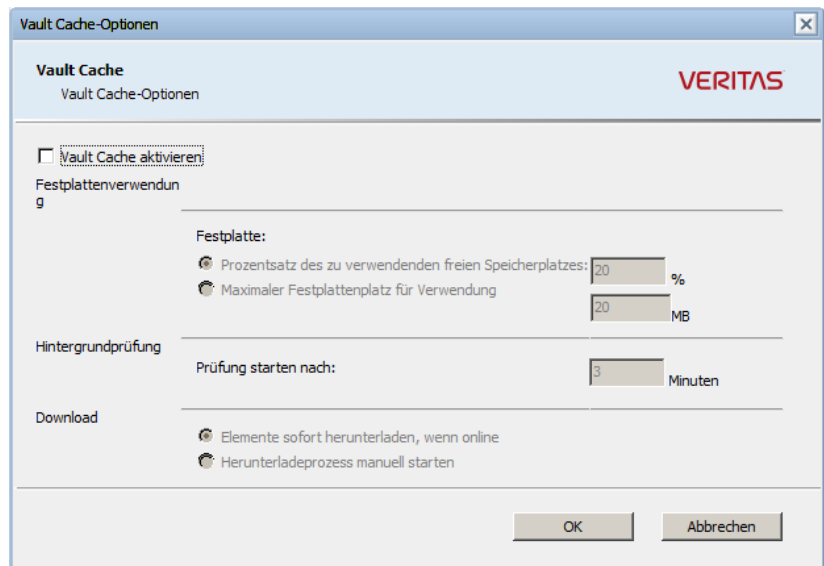 Vault Cache-Optionen
Vault Cache
Vault Cache-Optionen
VERITAS
Vault Cache aktivieren
Festplattenverwendun
g
Festplatte:
Prozentsatz des zu verwendenden freien Speicherplatzes: 20 %
Maximaler Festplattenplatz für Verwendung 20 MB
Hintergrundprüfung
Prüfung starten nach: 3 Minuten
Download
Elemente sofort herunterladen, wenn online
Herunterladeprozess manuell starten
OK Abbrechen